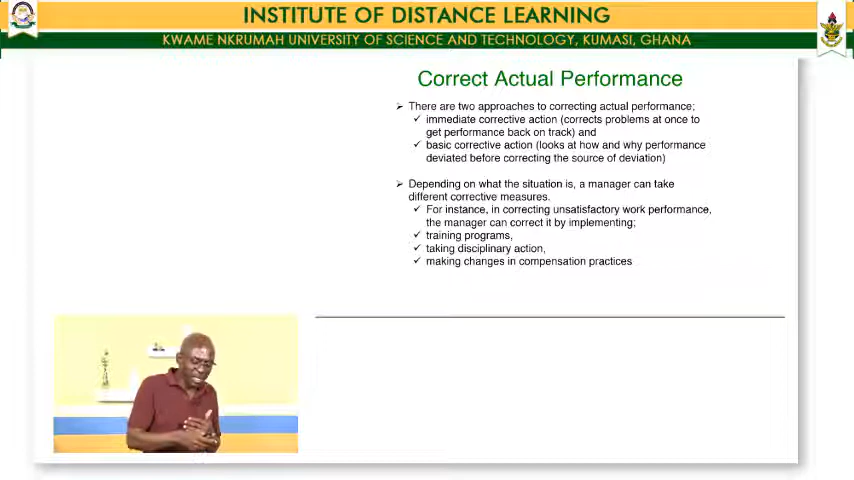 INSTITUTE OF DISTANCE LEARNING
KWAME NKRUMAH UNIVERSITY OF SCIENCE AND TECHNOLOGY, KUMASI, GHANA
Correct Actual Performance
➢ There are two approaches to correcting actual performance;
✓ immediate corrective action (corrects problems at once to
get performance back on track) and
✓ basic corrective action (looks at how and why performance
deviated before correcting the source of deviation)
➢ Depending on what the situation is, a manager can take
different corrective measures.
✓ For instance, in correcting unsatisfactory work performance,
the manager can correct it by implementing;
✓ training programs,
✓ taking disciplinary action,
✓ making changes in compensation practices